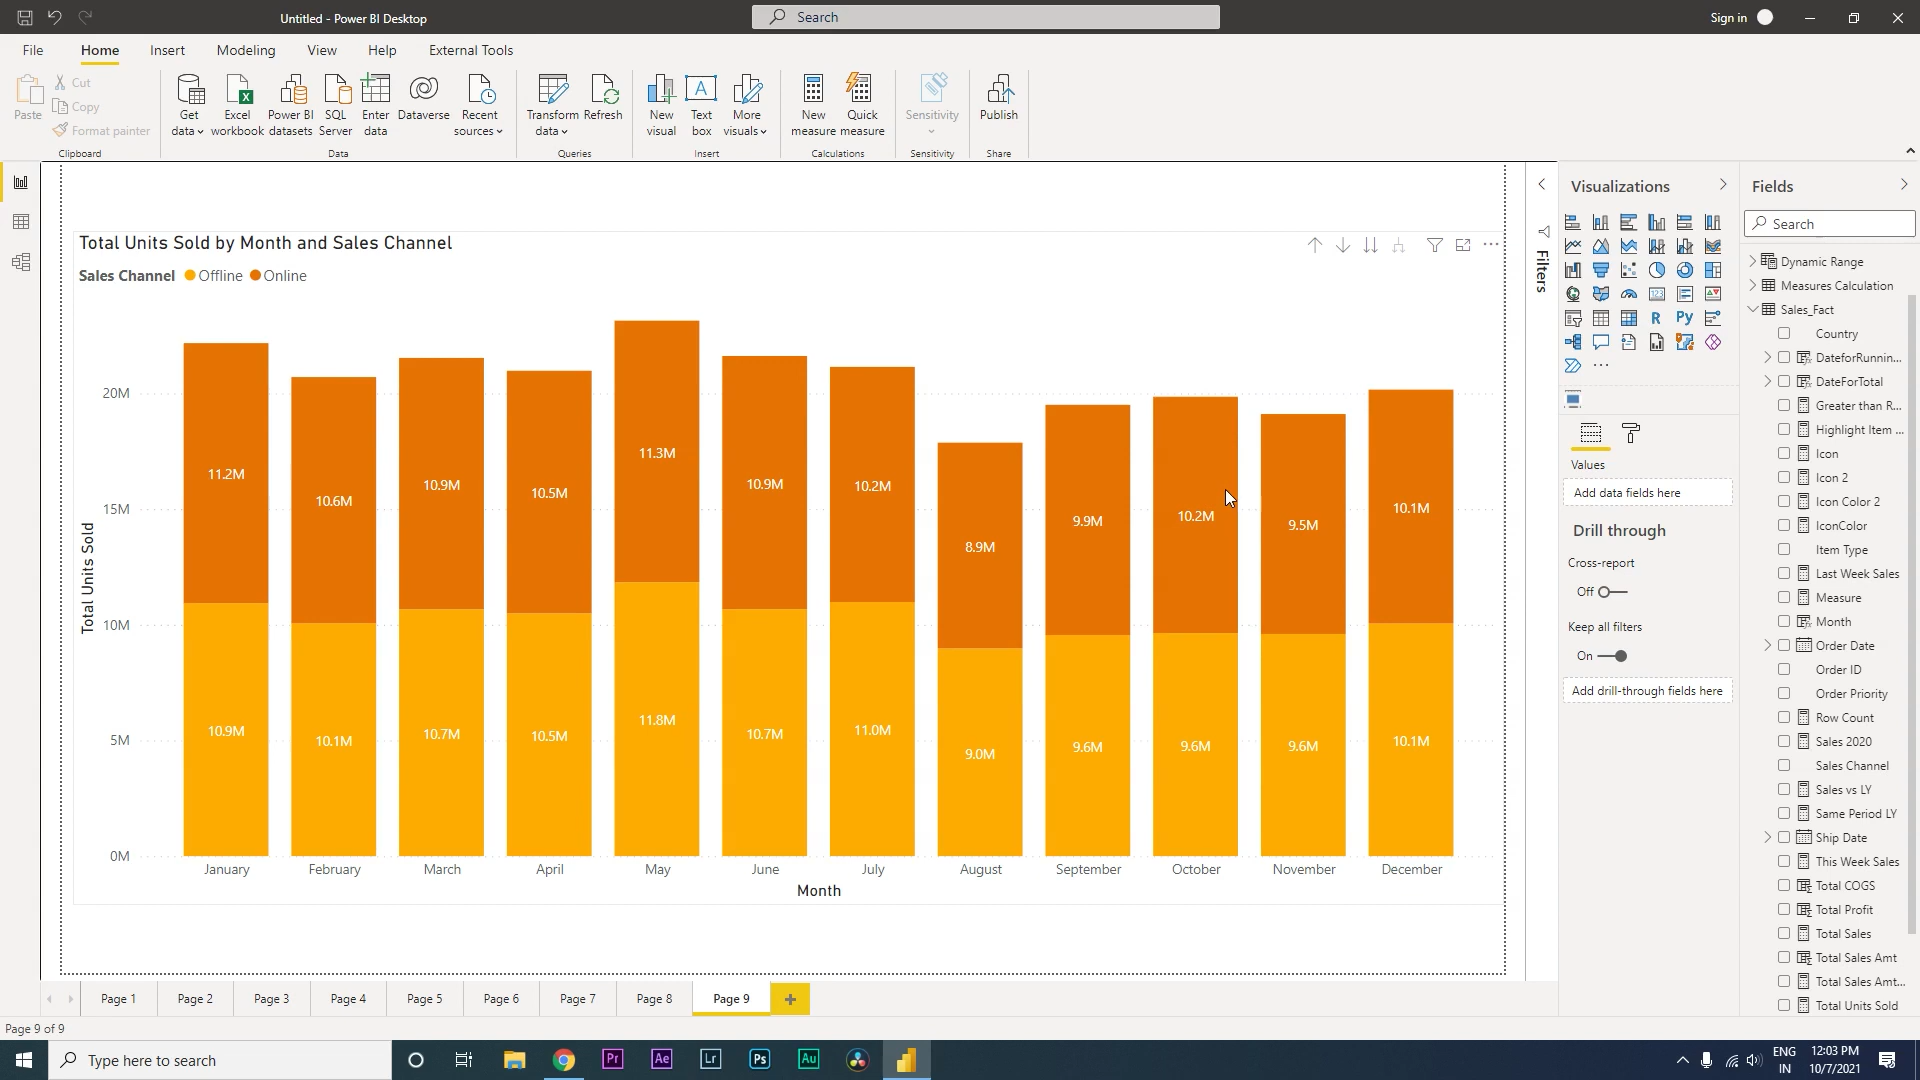 Untitled - Power BI Desktop
Search
Sign in
File Home Insert Modeling View Help External Tools
Paste
Cut
Copy
Format painter
Clipboard
Get data
Excel workbook
Power BI datasets
SQL Server
Enter data
Dataverse
Recent sources
Data
Transform data
Refresh
Queries
New visual
Text box
More visuals
Insert
New measure
Quick measure
Calculations
Sensitivity
Sensitivity
Publish
Share
Total Units Sold by Month and Sales Channel
Sales Channel Offline Online
Total Units Sold
20M
15M
10M
5M
0M
11.2M 10.6M 10.9M 10.5M 11.3M 10.9M 10.2M 8.9M 9.9M 10.2M 9.5M 10.1M
10.9M 10.1M 10.7M 10.5M 11.8M 10.7M 11.0M 9.0M 9.6M 9.6M 9.6M 10.1M
January February March April May June July August September October November December
Month
Filters
Visualizations
R Py
Values
Add data fields here
Drill through
Cross-report
Off
Keep all filters
On
Add drill-through fields here
Fields
Search
Dynamic Range
Measures Calculation
Sales_Fact
Country
DateforRunnin...
DateForTotal
Greater than R...
Highlight Item ...
Icon
Icon 2
Icon Color 2
IconColor
Item Type
Last Week Sales
Measure
Month
Order Date
Order ID
Order Priority
Row Count
Sales 2020
Sales Channel
Sales vs LY
Same Period LY
Ship Date
This Week Sales
Total COGS
Total Profit
Total Sales
Total Sales Amt
Total Sales Amt...
Total Units Sold
Page 1 Page 2 Page 3 Page 4 Page 5 Page 6 Page 7 Page 8 Page 9
Page 9 of 9
Type here to search
Pr Ae Lr Ps Au
ENG
IN
12:03 PM
10/7/2021